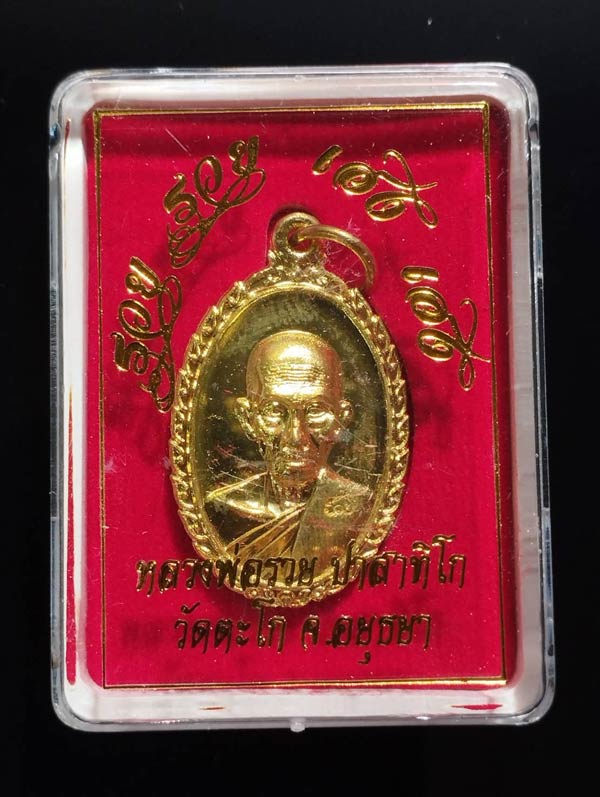 รวย รวย เฮง เฮง
หลวงพ่อรวย ปาสาทิโก
วัดตะโก จ.อยุธยา